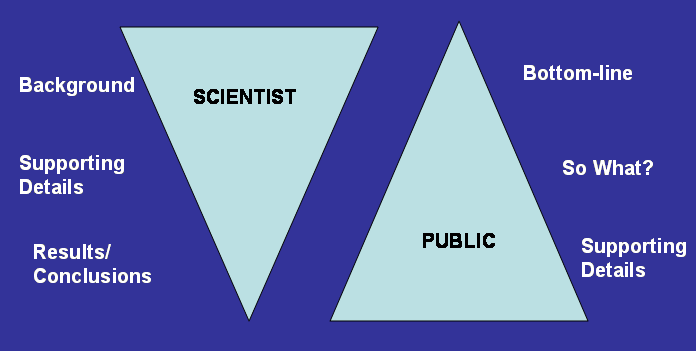 Background
SCIENTIST
Supporting
Details
Results/
Conclusions
Bottom-line
So What?
PUBLIC
Supporting
Details